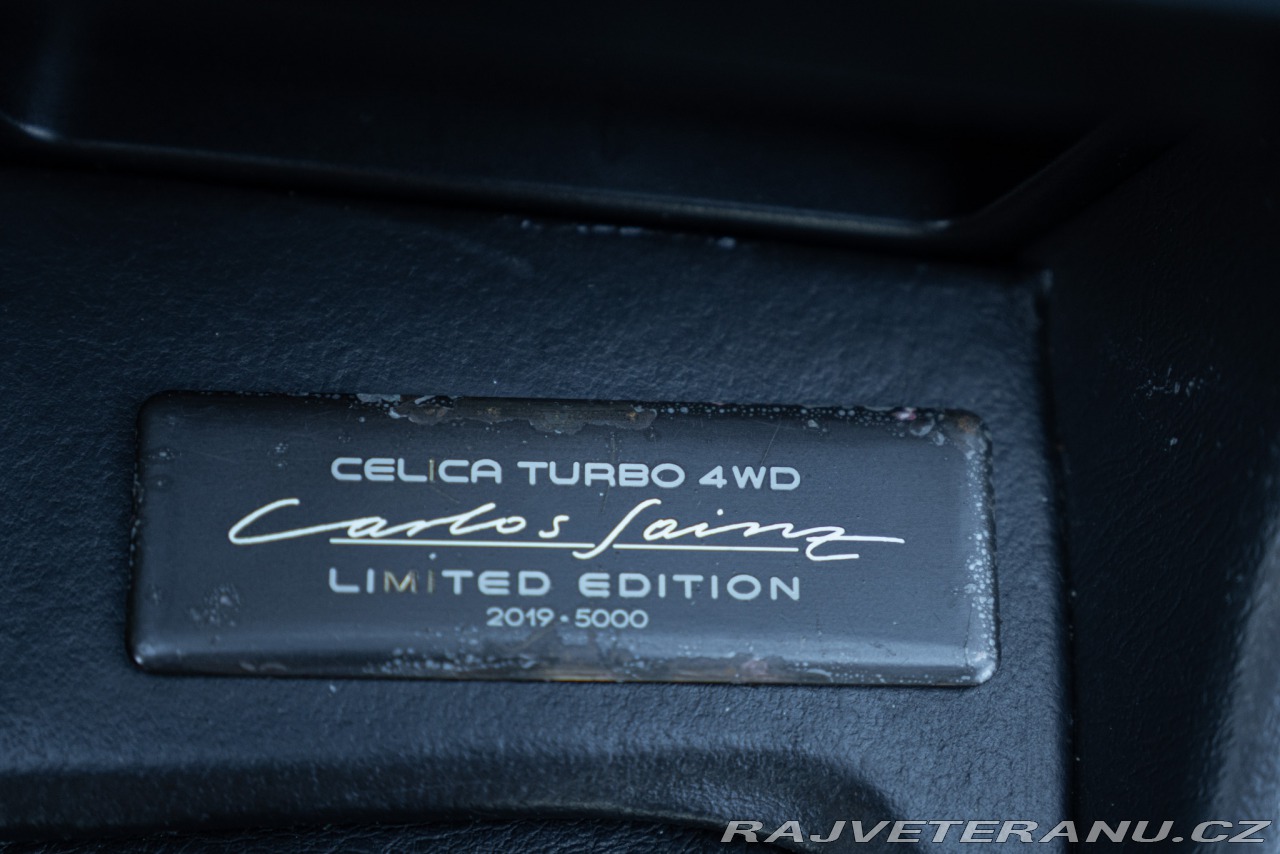 CELICA TURBO 4WD
Carlos Sainz
LIMITED EDITION
2019·5000
RAJVETERANU.CZ